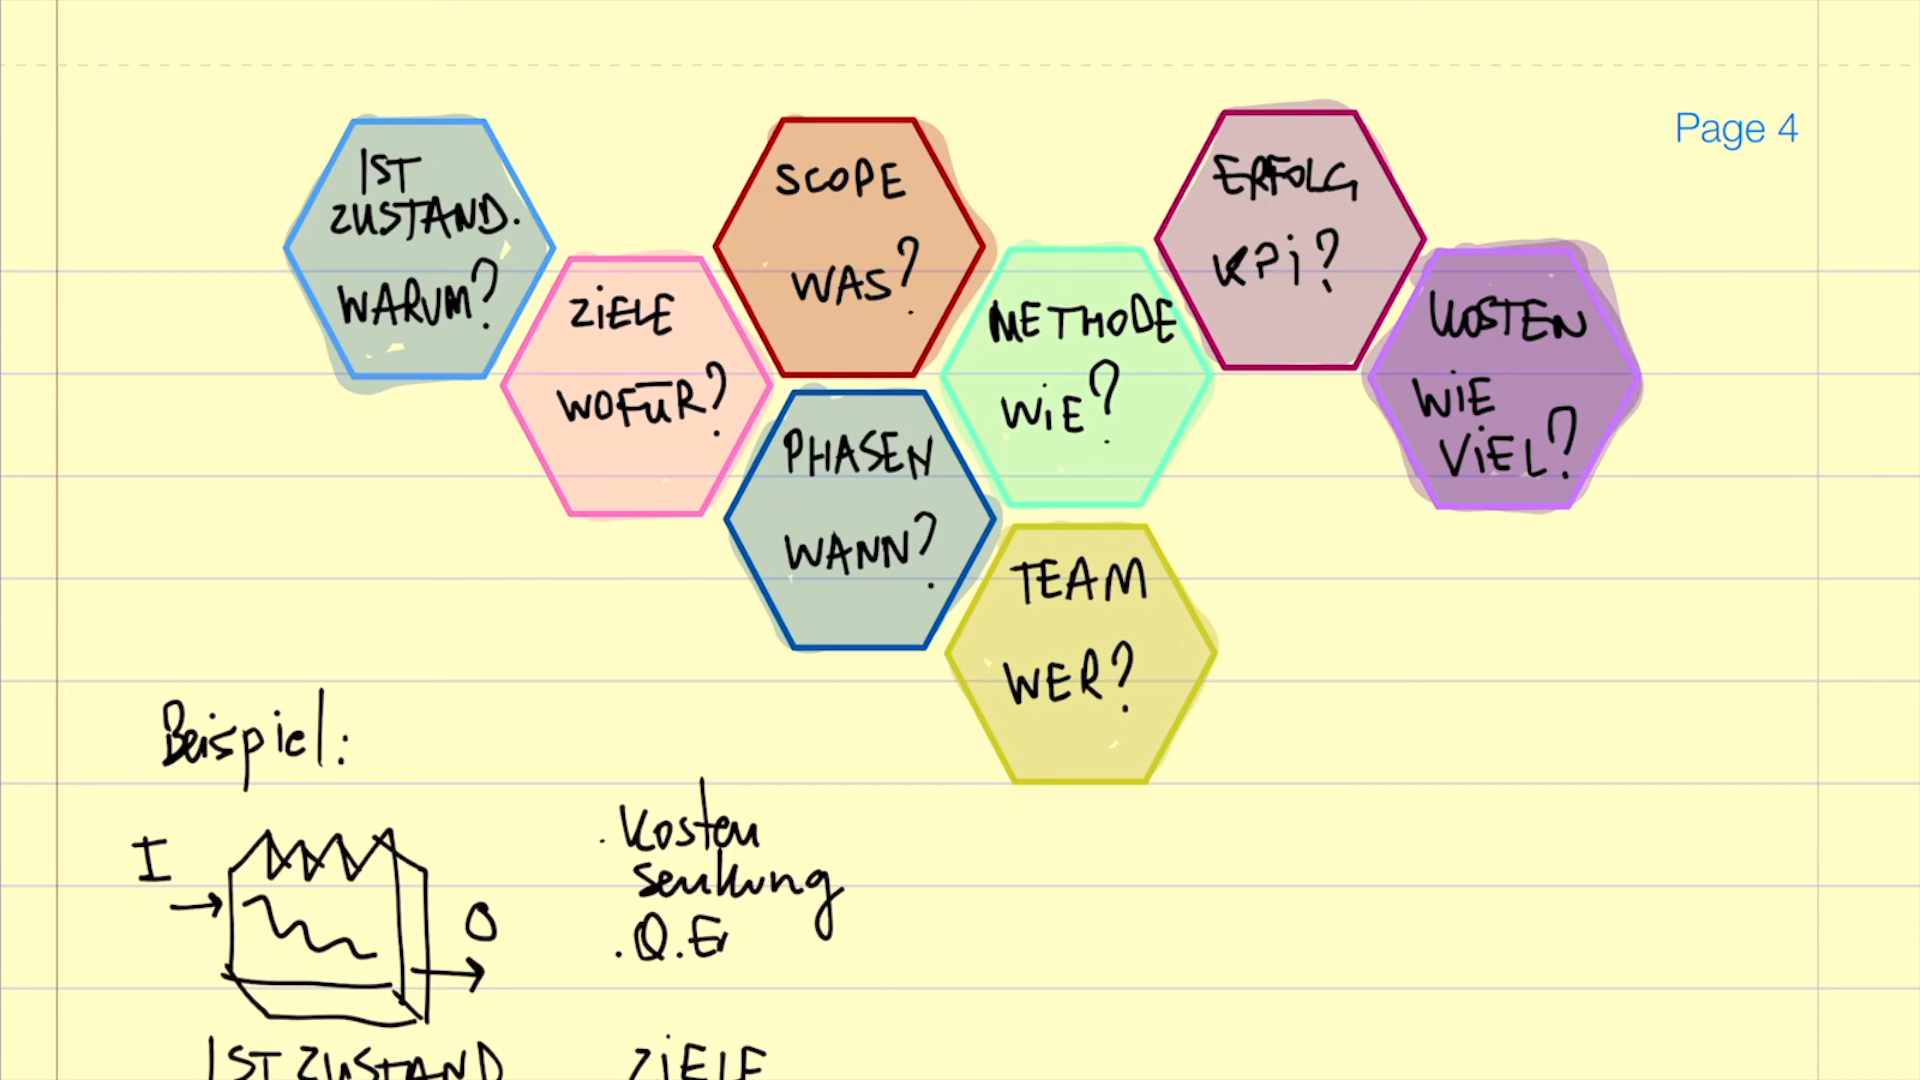 IST
ZUSTAND.
WARUM?
ZIELE
WOFÜR?
SCOPE
WAS?
PHASEN
WANN?
METHODE
WIE?
TEAM
WER?
ERFOLG
KPI?
KOSTEN
WIE
VIEL?
Page 4
Beispiel:
I
O
IST ZUSTAND
. Kosten
senkung
. Q. Er
ZIELE